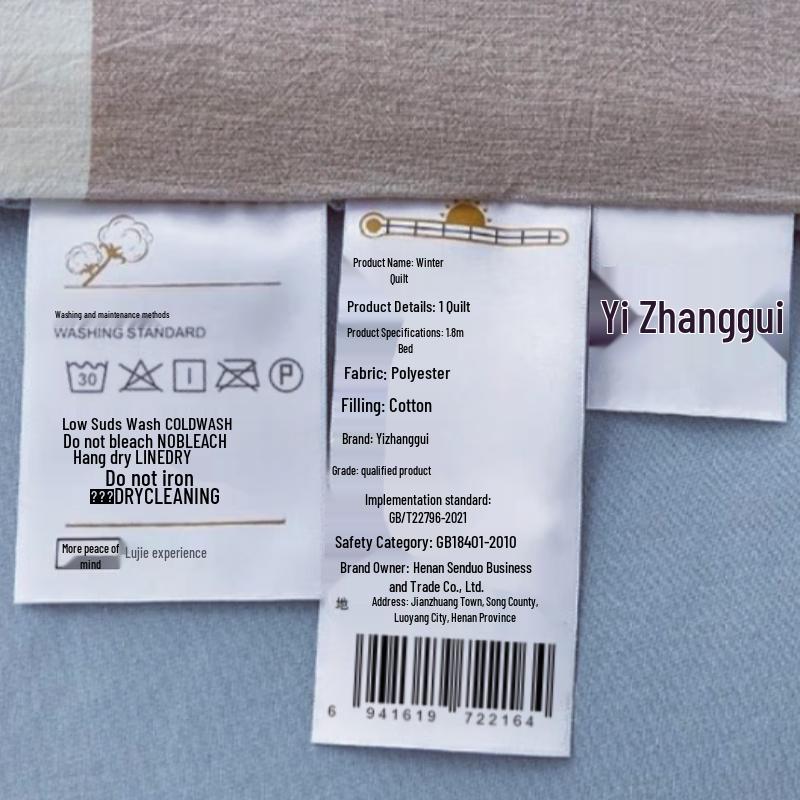 Washing and maintenance methods
WASHING STANDARD
30
P
Low Suds Wash COLDWASH
Do not bleach NOBLEACH
Hang dry LINEDRY
Do not iron
???DRYCLEANING
More peace of
mind
Lujie experience
Product Name: Winter
Quilt
Product Details: 1 Quilt
Product Specifications: 1.8m
Bed
Fabric: Polyester
Filling: Cotton
Brand: Yizhanggui
Grade: qualified product
Implementation standard:
GB/T22796-2021
Safety Category: GB18401-2010
Brand Owner: Henan Senduo Business
and Trade Co., Ltd.
地 Address: Jianzhuang Town, Song County,
Luoyang City, Henan Province
6 941619 722164
Yi Zhanggui